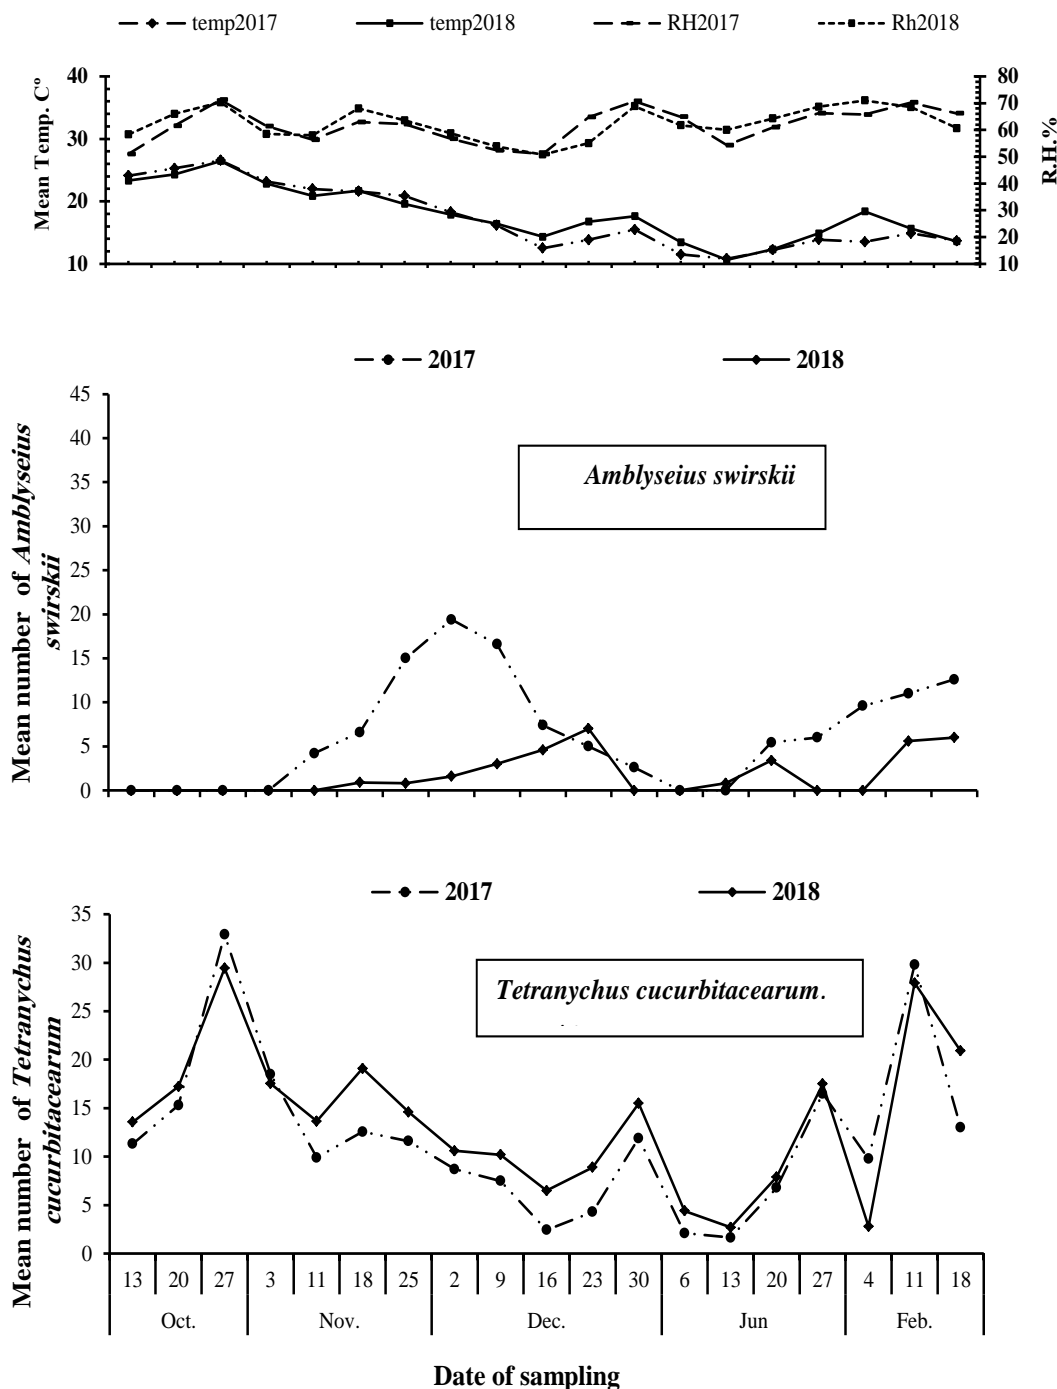 temp2017 temp2018 RH2017 Rh2018
Mean Temp. C°
40
30
20
10
80
70
60
50
40
30
20
10
R.H.%
2017 2018
Mean number of Amblyseius
swirskii
45
40
35
30
25
20
15
10
5
0
Amblyseius swirskii
2017 2018
Mean number of Tetranychus
cucurbitacearum
35
30
25
20
15
10
5
0
Tetranychus cucurbitacearum.
13 20 27 3 11 18 25 2 9 16 23 30 6 13 20 27 4 11 18
Oct. Nov. Dec. Jun Feb.
Date of sampling